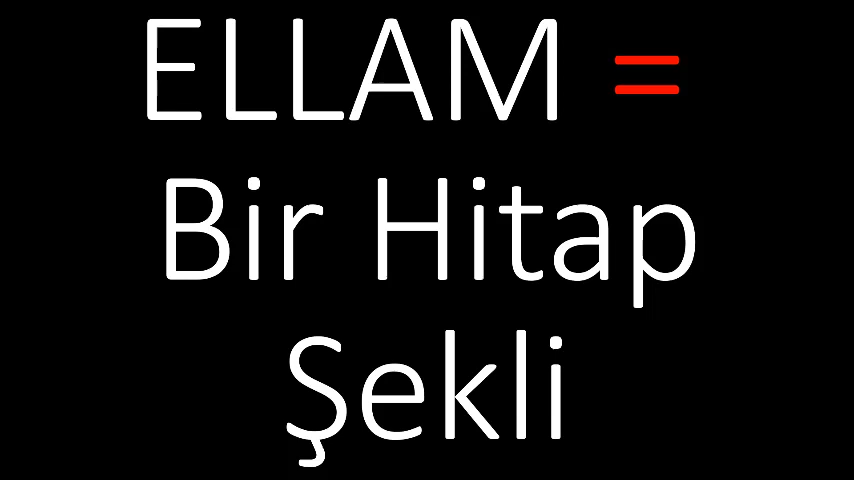 ELLAM =
Bir Hitap
Şekli